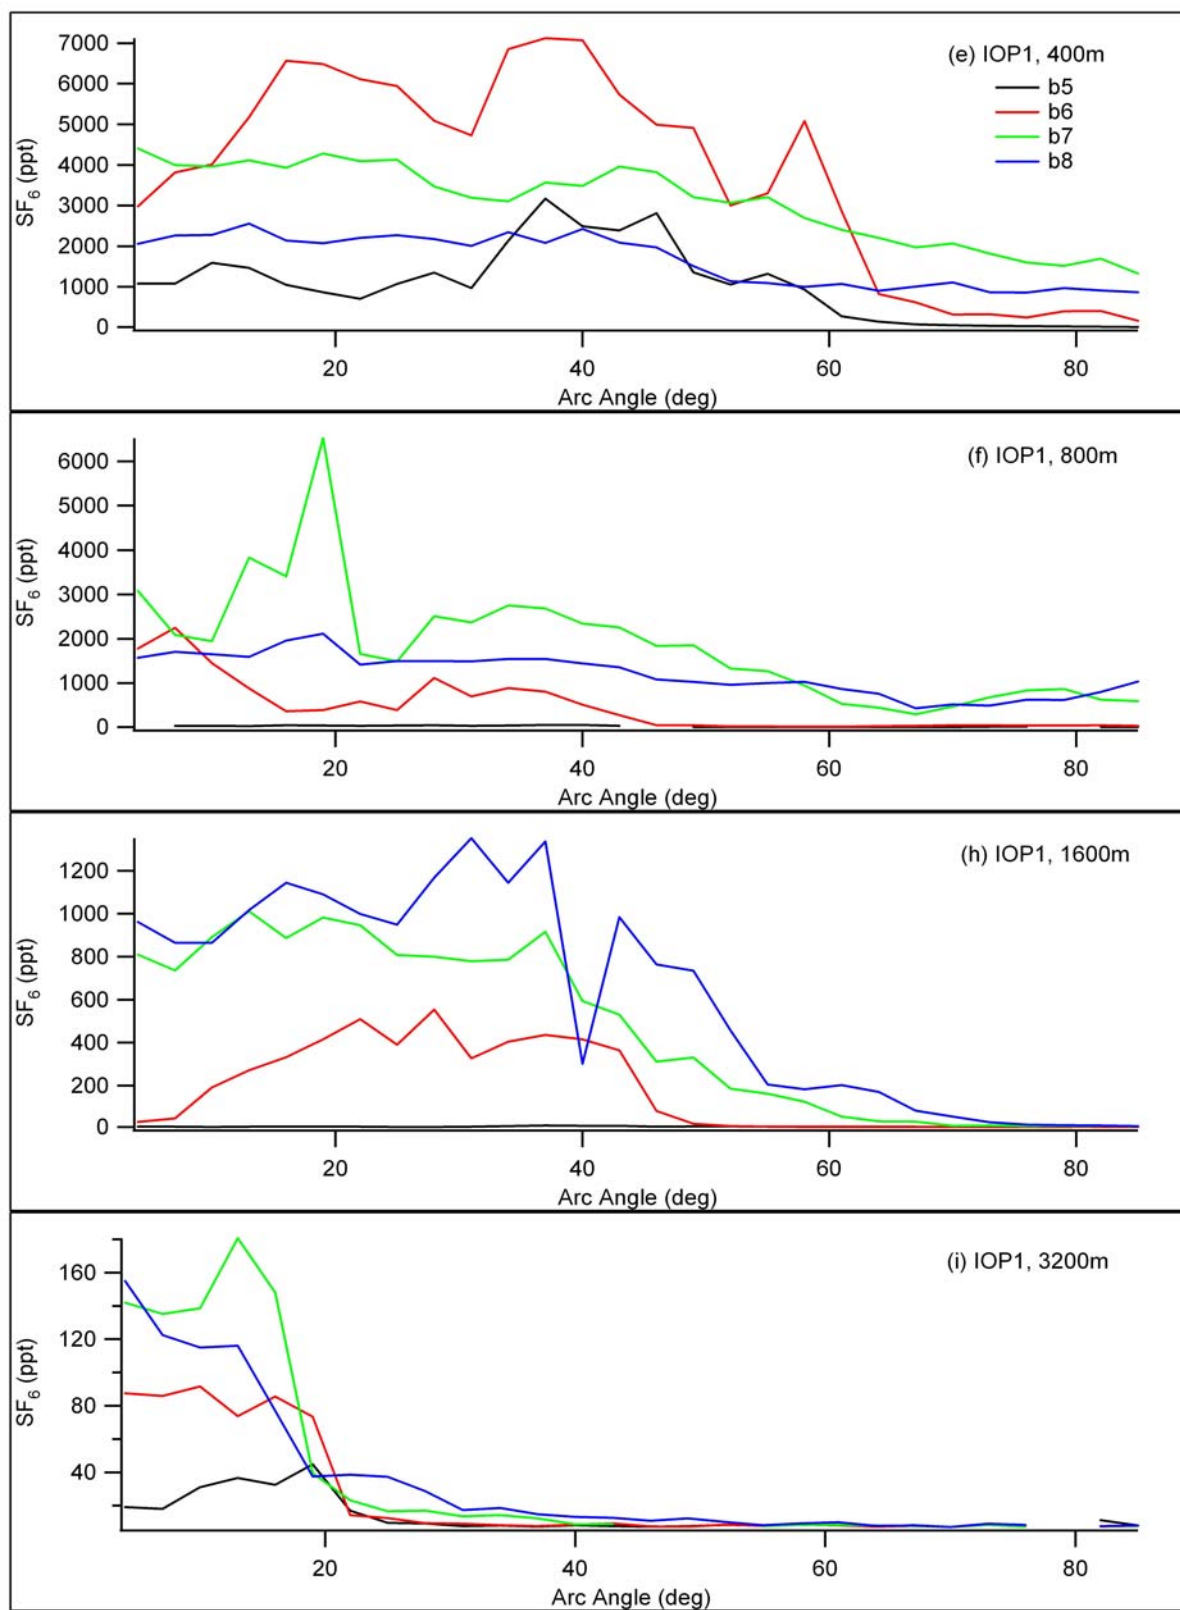 (e) IOP1, 400m
b5
b6
b7
b8
7000
6000
5000
4000
3000
2000
1000
0
SF6 (ppt)
20 40 60 80
Arc Angle (deg)
(f) IOP1, 800m
6000
5000
4000
3000
2000
1000
0
SF6 (ppt)
20 40 60 80
Arc Angle (deg)
(h) IOP1, 1600m
1200
1000
800
600
400
200
0
SF6 (ppt)
20 40 60 80
Arc Angle (deg)
(i) IOP1, 3200m
160
120
80
40
SF6 (ppt)
20 40 60 80
Arc Angle (deg)